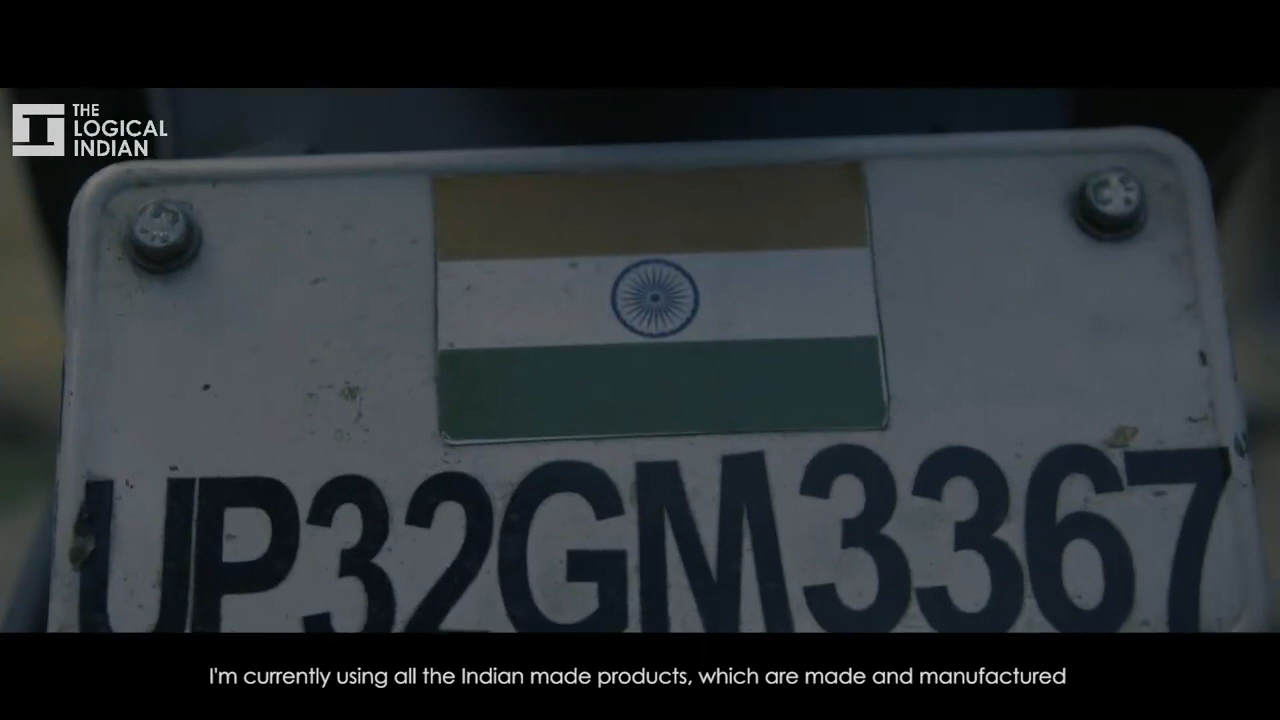 THE
LOGICAL
INDIAN
UP32GM3367
I'm currently using all the Indian made products, which are made and manufactured